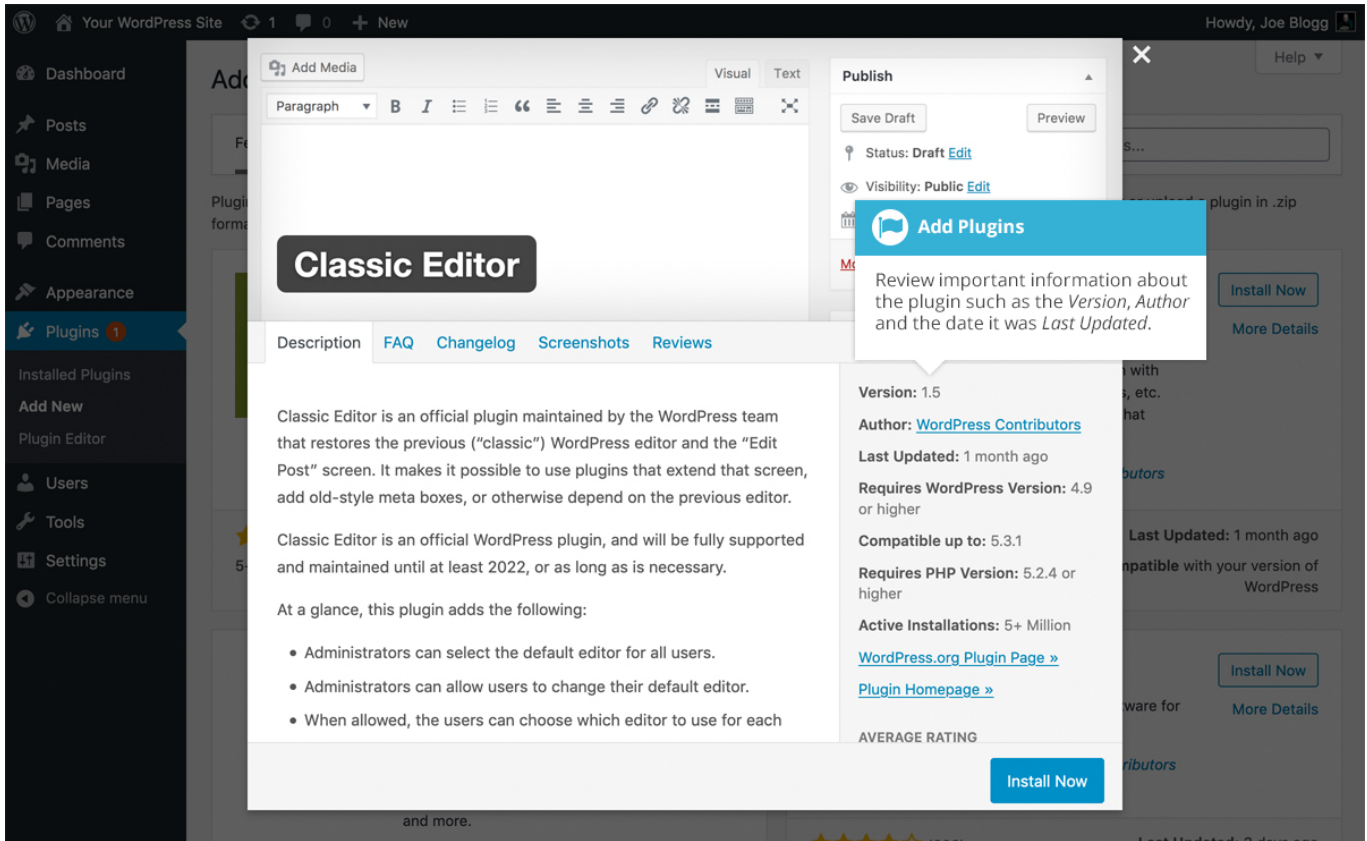 Your WordPress Site 1 0 + New Howdy, Joe Blogg
Dashboard
Posts
Media
Pages
Comments
Appearance
Plugins 1
Installed Plugins
Add New
Plugin Editor
Users
Tools
Settings
Collapse menu
Help
plugin in .zip
Install Now
More Details
with
etc.
Last Updated: 1 month ago
with your version of
WordPress
Install Now
More Details
and more.
Add Media
Visual Text
Paragraph
Classic Editor
Publish
Save Draft Preview
Status: Draft Edit
Visibility: Public Edit
Add Plugins
Review important information about
the plugin such as the Version, Author
and the date it was Last Updated.
Description FAQ Changelog Screenshots Reviews
Classic Editor is an official plugin maintained by the WordPress team
that restores the previous (“classic”) WordPress editor and the “Edit
Post” screen. It makes it possible to use plugins that extend that screen,
add old-style meta boxes, or otherwise depend on the previous editor.
Classic Editor is an official WordPress plugin, and will be fully supported
and maintained until at least 2022, or as long as is necessary.
At a glance, this plugin adds the following:
• Administrators can select the default editor for all users.
• Administrators can allow users to change their default editor.
• When allowed, the users can choose which editor to use for each
Version: 1.5
Author: WordPress Contributors
Last Updated: 1 month ago
Requires WordPress Version: 4.9
or higher
Compatible up to: 5.3.1
Requires PHP Version: 5.2.4 or
higher
Active Installations: 5+ Million
WordPress.org Plugin Page »
Plugin Homepage »
AVERAGE RATING
Install Now